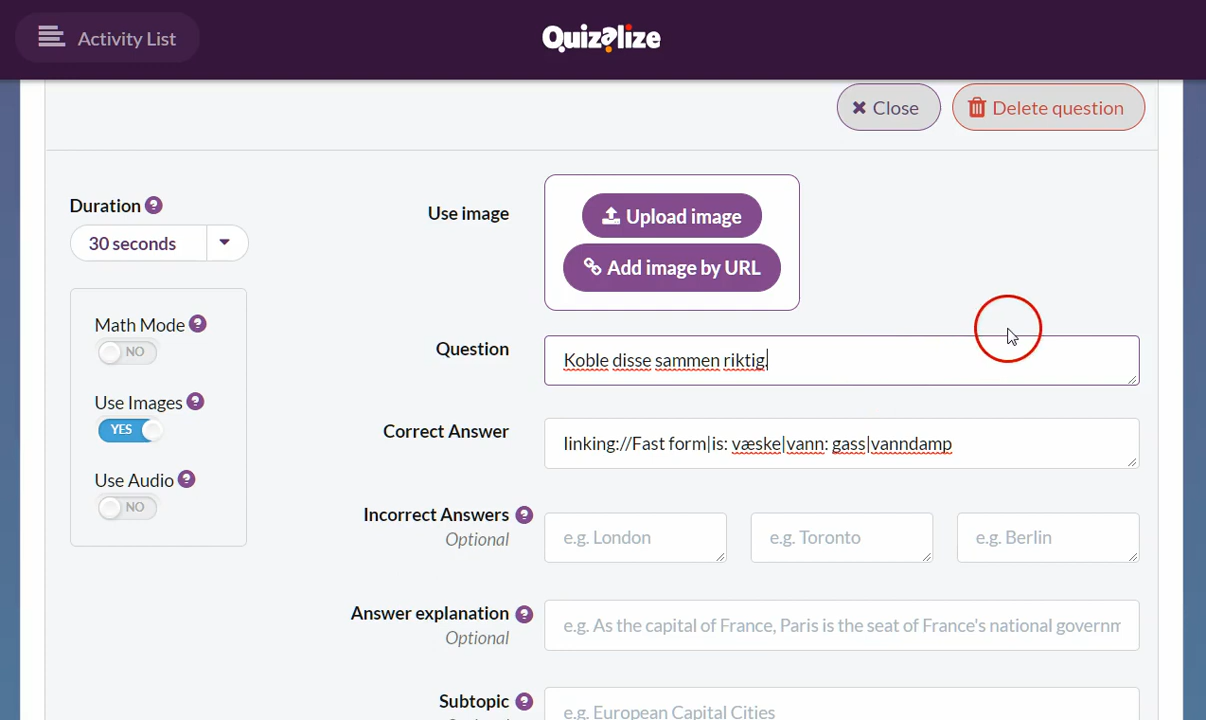 Activity List
Quizalize
Close
Delete question
Duration ?
30 seconds
Use image
Upload image
Add image by URL
Math Mode ?
NO
Use Images ?
YES
Use Audio ?
NO
Question
Koble disse sammen riktig,
Correct Answer
linking://Fast form|is: væske|vann: gass|vanndamp
Incorrect Answers ?
Optional
e.g. London
e.g. Toronto
e.g. Berlin
Answer explanation ?
Optional
e.g. As the capital of France, Paris is the seat of France's national governm
Subtopic ?
e.g. European Capital Cities